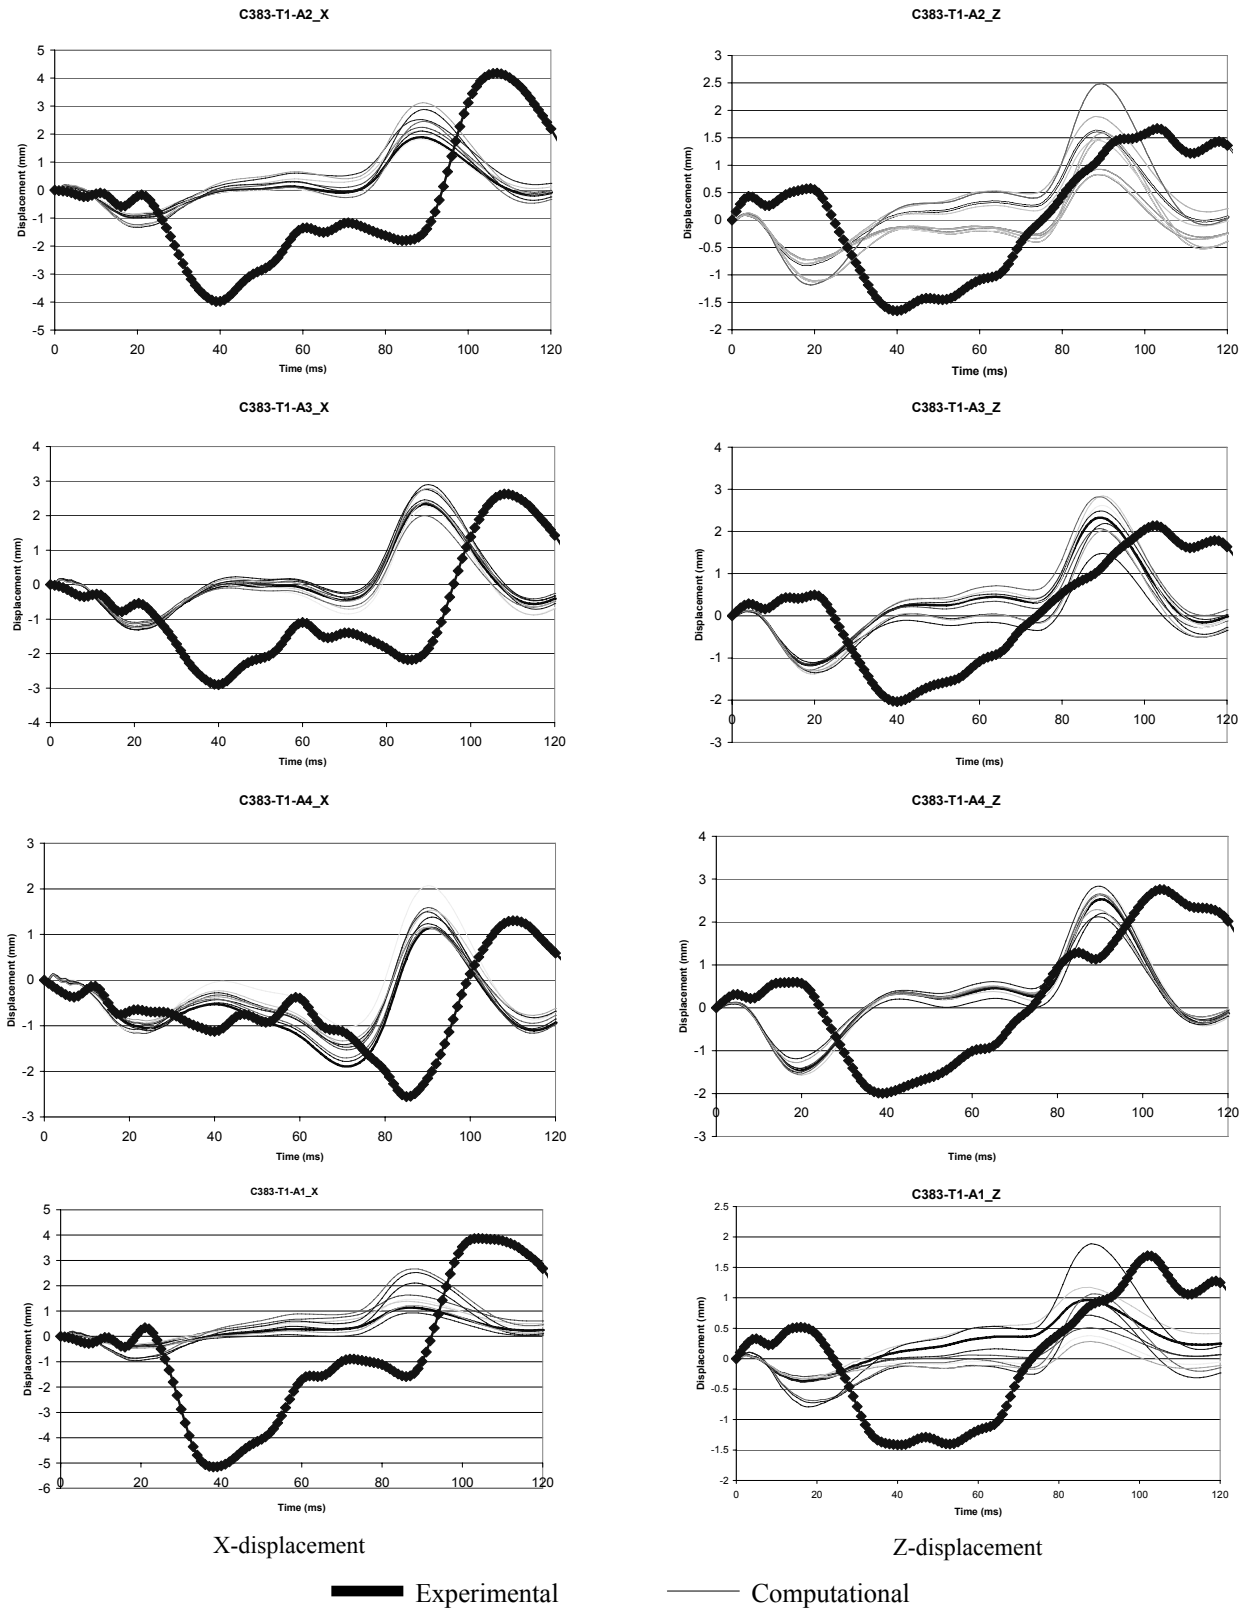 C383-T1-A2_X
5
4
3
2
1
0
-1
-2
-3
-4
-5
Displacement (mm)
0 20 40 60 80 100 120
Time (ms)
C383-T1-A2_Z
3
2.5
2
1.5
1
0.5
0
-0.5
-1
-1.5
-2
Displacement (mm)
0 20 40 60 80 100 120
Time (ms)
C383-T1-A3_X
4
3
2
1
0
-1
-2
-3
-4
Displacement (mm)
0 20 40 60 80 100 120
Time (ms)
C383-T1-A3_Z
4
3
2
1
0
-1
-2
-3
Displacement (mm)
0 20 40 60 80 100 120
Time (ms)
C383-T1-A4_X
3
2
1
0
-1
-2
-3
Displacement (mm)
0 20 40 60 80 100 120
Time (ms)
C383-T1-A4_Z
4
3
2
1
0
-1
-2
-3
Displacement (mm)
0 20 40 60 80 100 120
Time (ms)
C383-T1-A1_X
5
4
3
2
1
0
-1
-2
-3
-4
-5
-6
Displacement (mm)
0 20 40 60 80 100 120
Time (ms)
C383-T1-A1_Z
2.5
2
1.5
1
0.5
0
-0.5
-1
-1.5
-2
Displacement (mm)
0 20 40 60 80 100 120
Time (ms)
X-displacement
Z-displacement
Experimental
Computational